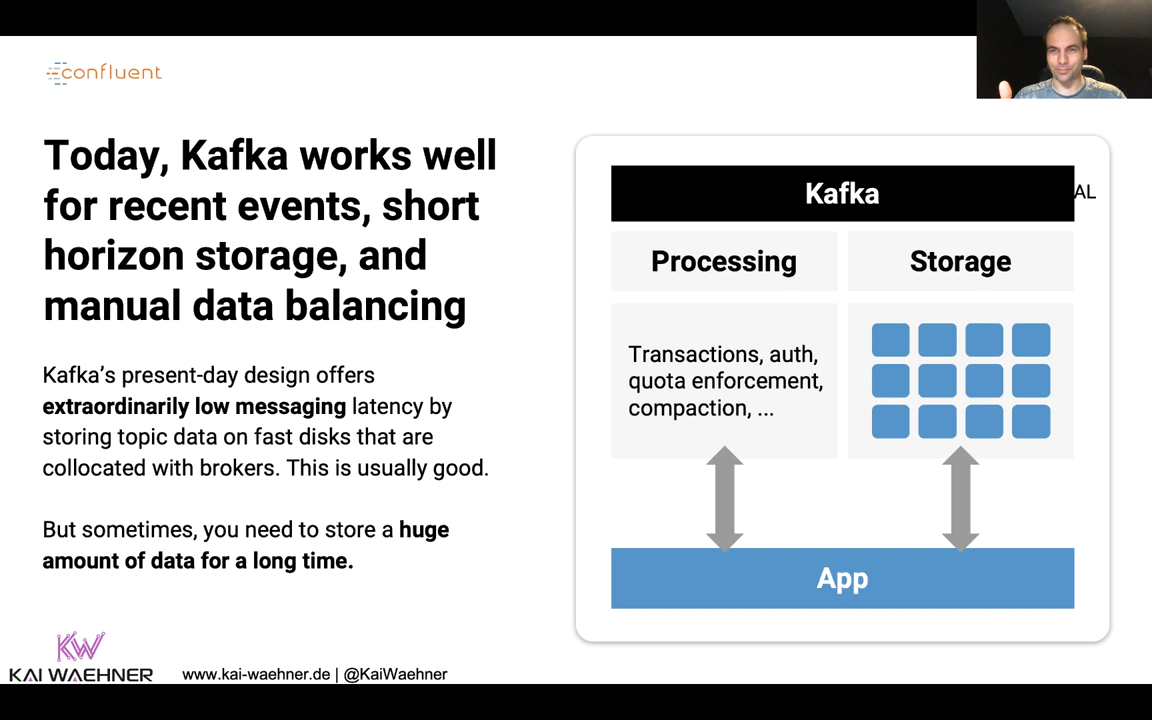 confluent
Today, Kafka works well
for recent events, short
horizon storage, and
manual data balancing
Kafka’s present-day design offers
extraordinarily low messaging latency by
storing topic data on fast disks that are
collocated with brokers. This is usually good.
But sometimes, you need to store a huge
amount of data for a long time.
Kafka
AL
Processing
Storage
Transactions, auth,
quota enforcement,
compaction, ...
App
KW
KAI WAEHNER
www.kai-waehner.de | @KaiWaehner